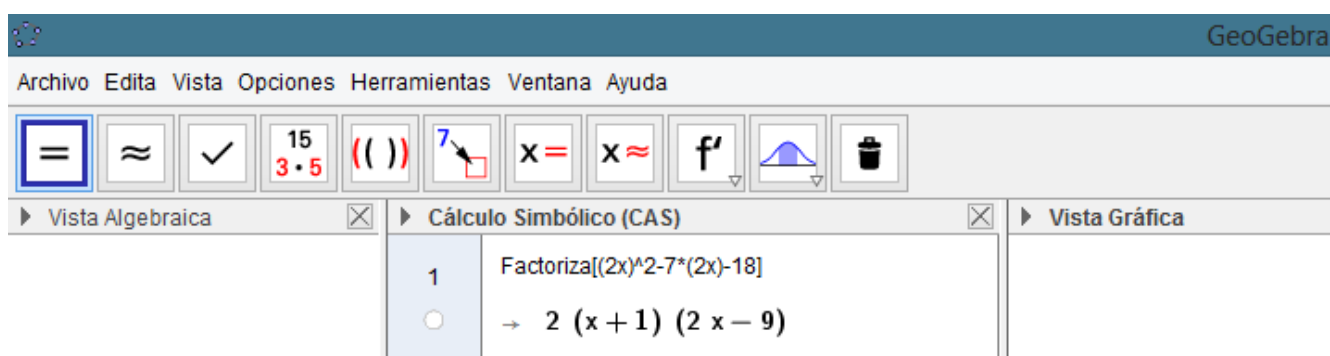 GeoGebra
Archivo Edita Vista Opciones Herramientas Ventana Ayuda
= ≈ ✓ 15 3·5 (( )) 7 x= x≈ f′
Vista Algebraica
Cálculo Simbólico (CAS)
Vista Gráfica
1
Factoriza[(2x)^2-7*(2x)-18]
→ 2 (x + 1) (2 x − 9)